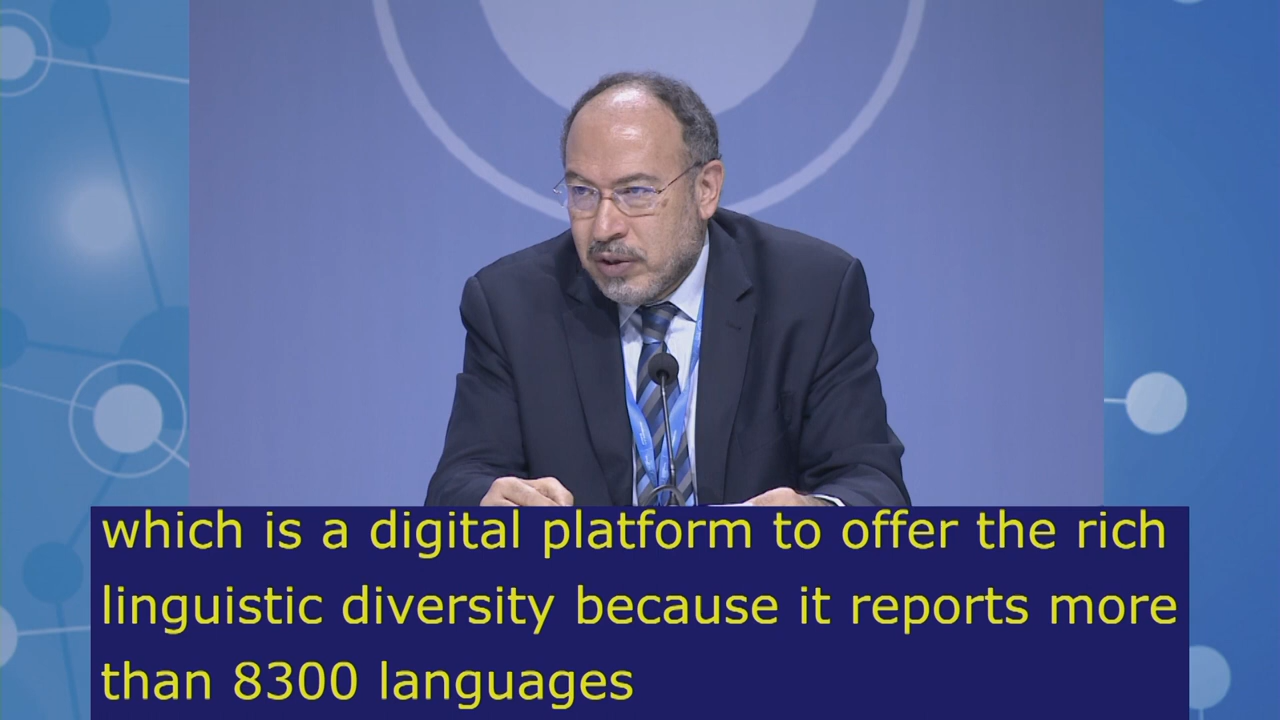 which is a digital platform to offer the rich
linguistic diversity because it reports more
than 8300 languages